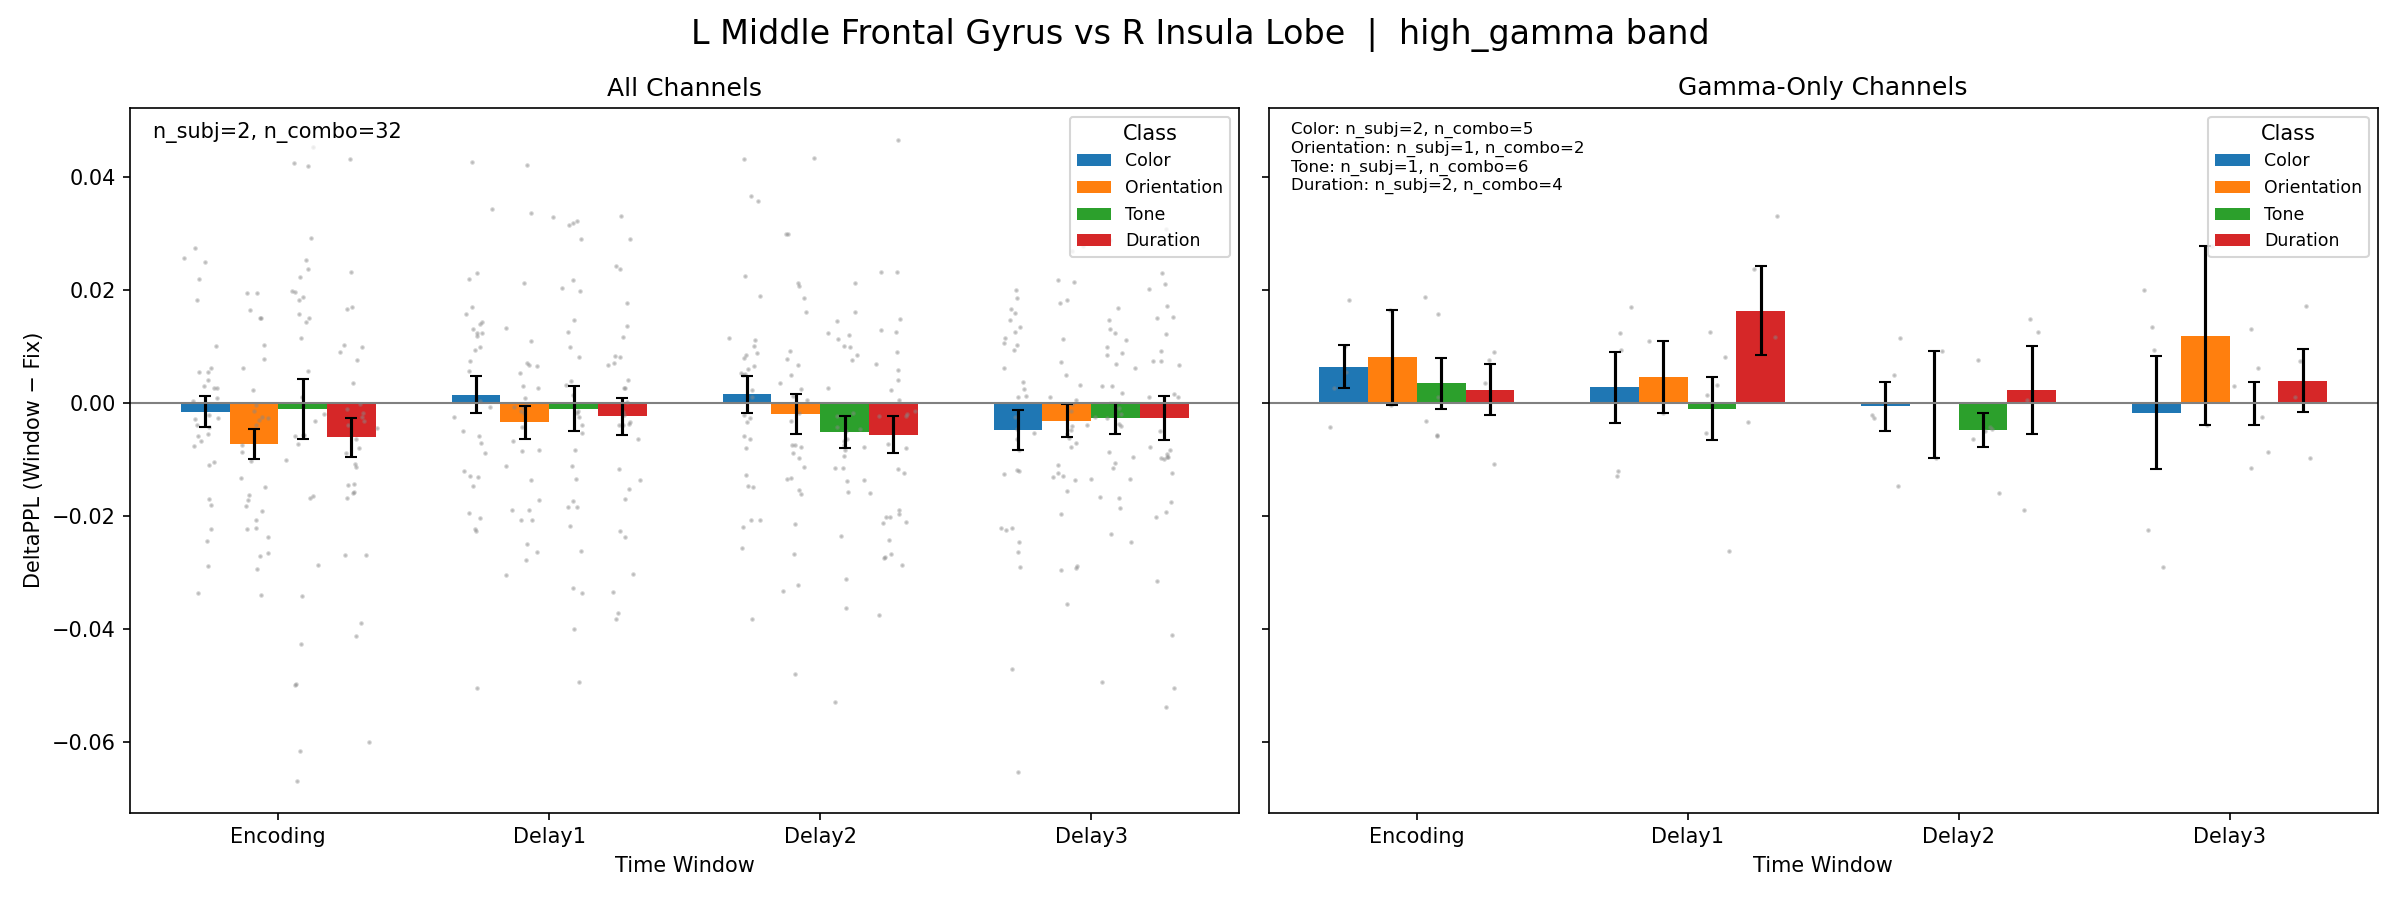 L Middle Frontal Gyrus vs R Insula Lobe | high_gamma band
All Channels
n_subj=2, n_combo=32
Class
Color
Orientation
Tone
Duration
0.04
0.02
0.00
−0.02
−0.04
−0.06
DeltaPPL (Window − Fix)
Encoding
Delay1
Delay2
Delay3
Time Window
Gamma-Only Channels
Color: n_subj=2, n_combo=5
Orientation: n_subj=1, n_combo=2
Tone: n_subj=1, n_combo=6
Duration: n_subj=2, n_combo=4
Class
Color
Orientation
Tone
Duration
Encoding
Delay1
Delay2
Delay3
Time Window